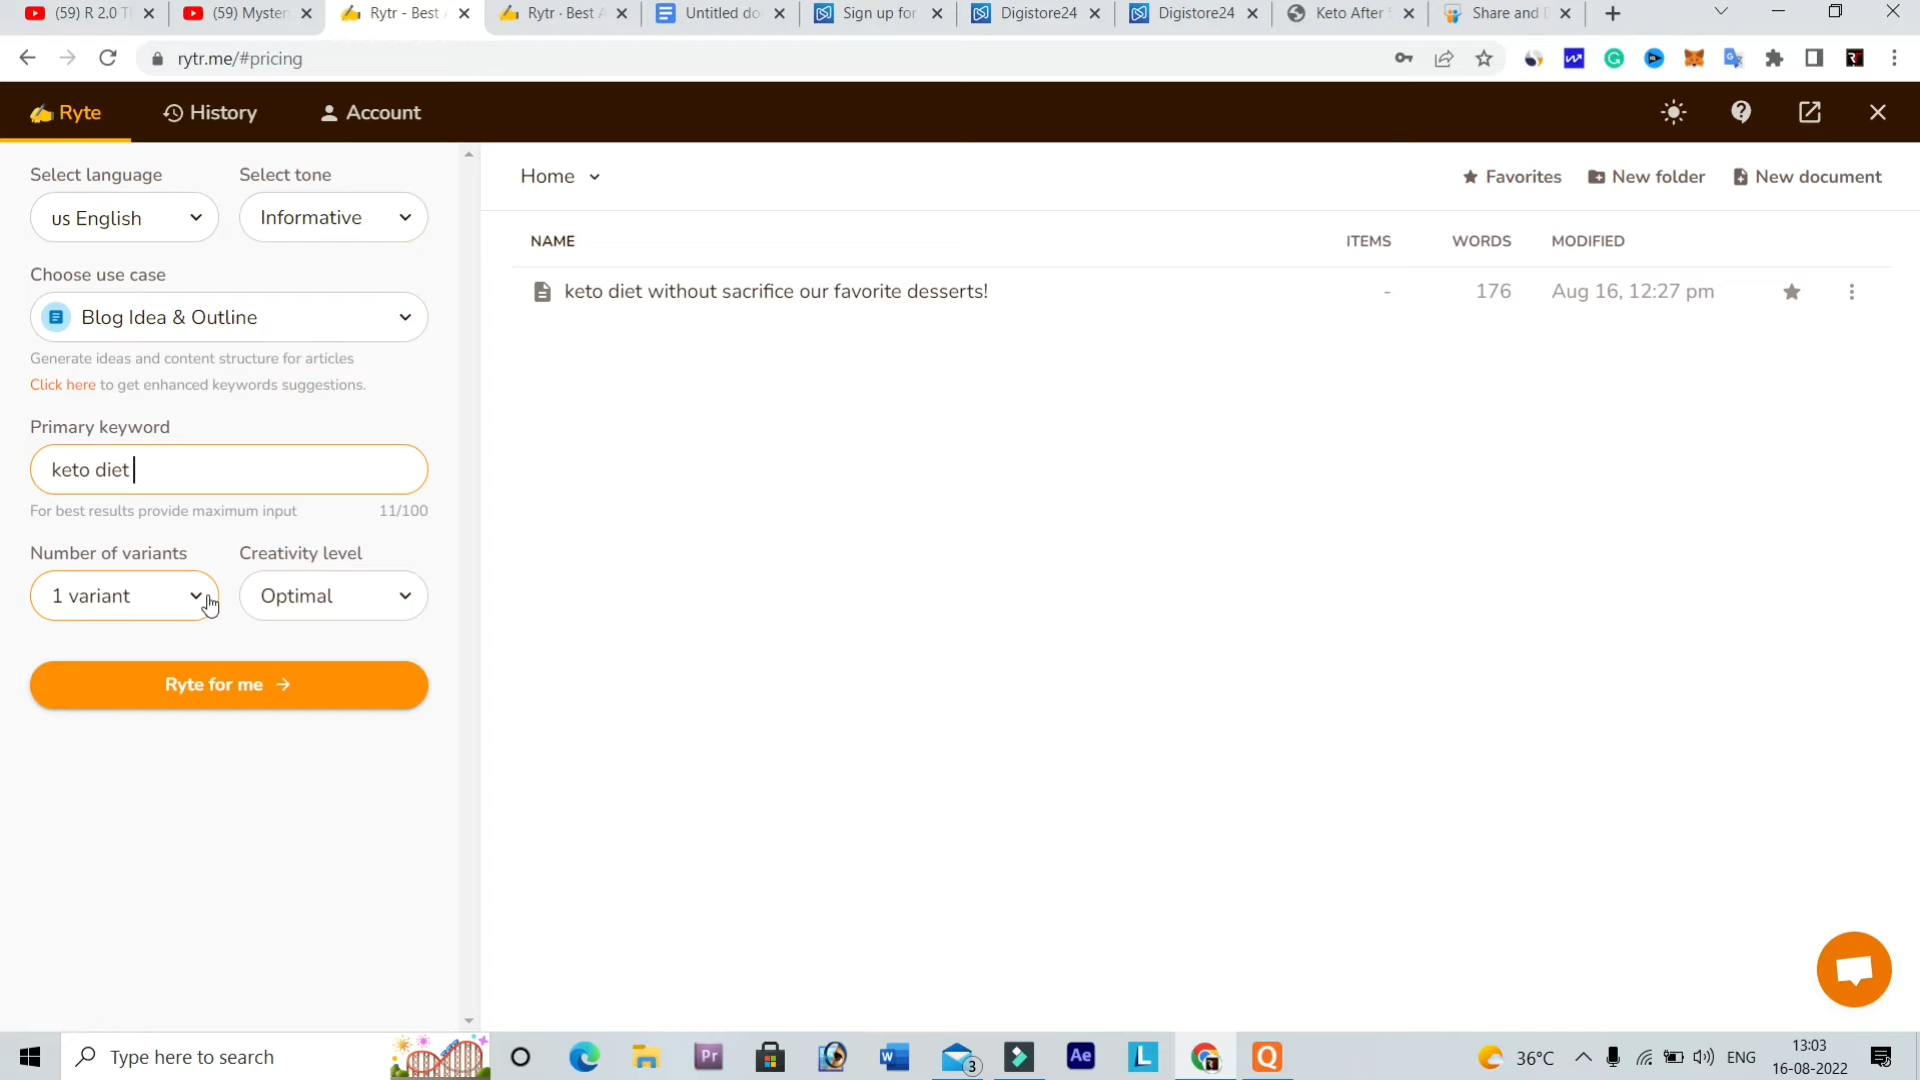 (59) R 2.0 T
(59) Myster
Rytr - Best
Rytr · Best
Untitled do
Sign up for
Digistore24
Digistore24
Keto After
Share and
rytr.me/#pricing
Ryte
History
Account
Select language
Select tone
us English
Informative
Choose use case
Blog Idea & Outline
Generate ideas and content structure for articles
Click here to get enhanced keywords suggestions.
Primary keyword
keto diet
For best results provide maximum input
11/100
Number of variants
Creativity level
1 variant
Optimal
Ryte for me
Home
Favorites
New folder
New document
NAME
ITEMS
WORDS
MODIFIED
keto diet without sacrifice our favorite desserts!
-
176
Aug 16, 12:27 pm
Type here to search
Pr
W
3
Ae
L
Q
36°C
ENG
13:03
16-08-2022